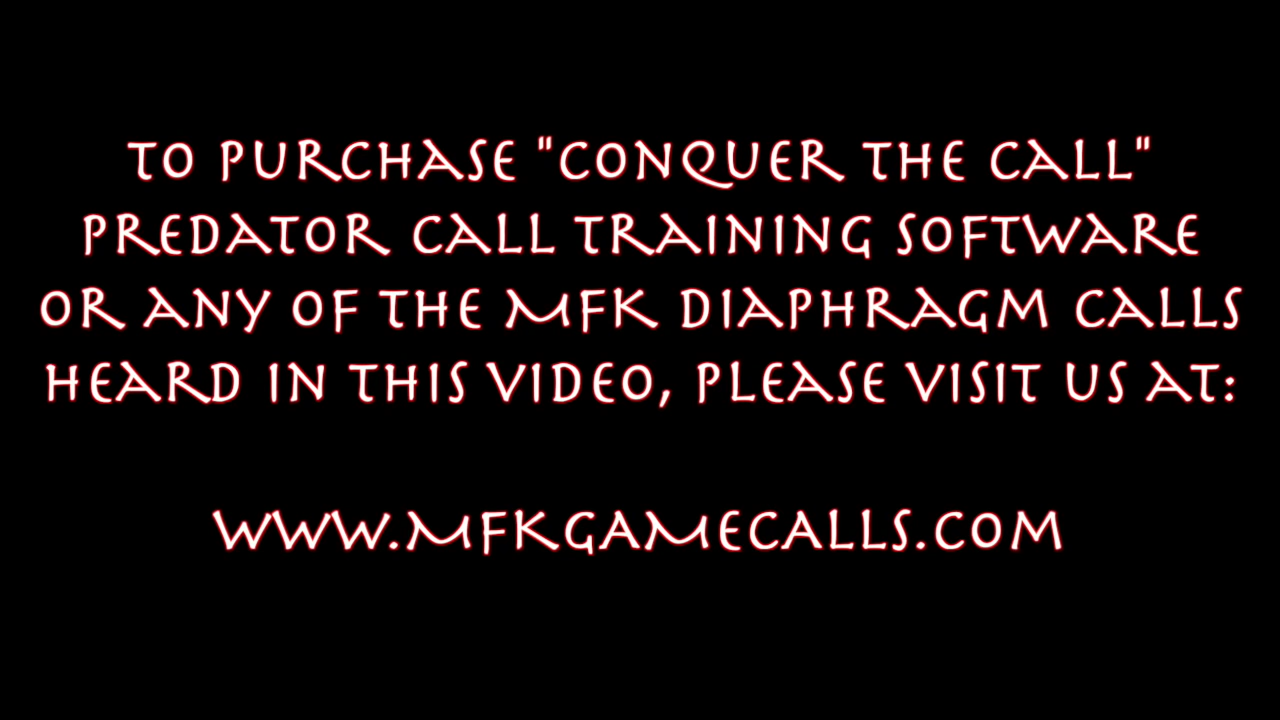 TO PURCHASE "CONQUER THE CALL"
PREDATOR CALL TRAINING SOFTWARE
OR ANY OF THE MFK DIAPHRAGM CALLS
HEARD IN THIS VIDEO, PLEASE VISIT US AT:
WWW.MFKGAMECALLS.COM